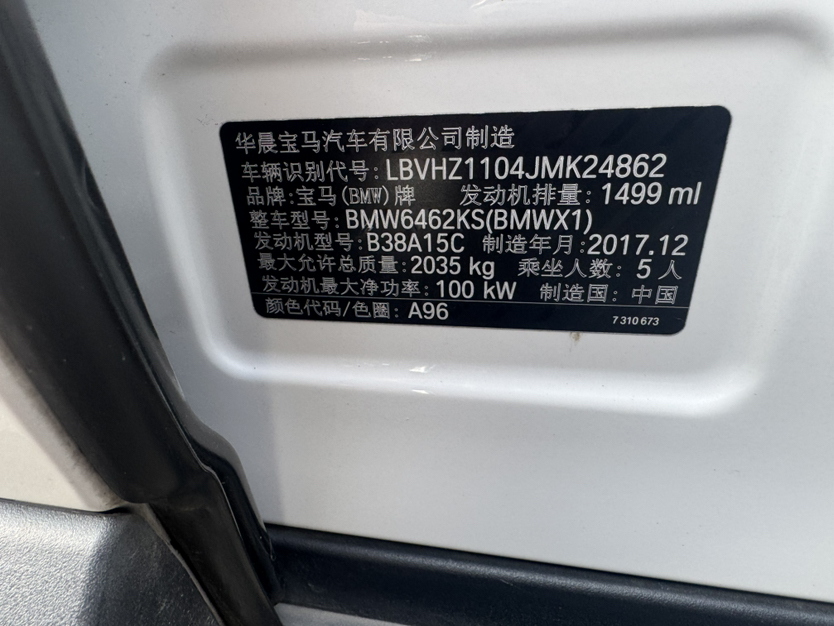 华晨宝马汽车有限公司制造
车辆识别代号: LBVHZ1104JMK24862
品牌: 宝马(BMW)牌 发动机排量: 1499 ml
整车型号: BMW6462KS(BMWX1)
发动机型号: B38A15C 制造年月: 2017.12
最大允许总质量: 2035 kg 乘坐人数: 5 人
发动机最大净功率: 100 kW 制造国: 中国
颜色代码/色圈: A96 7 310 673